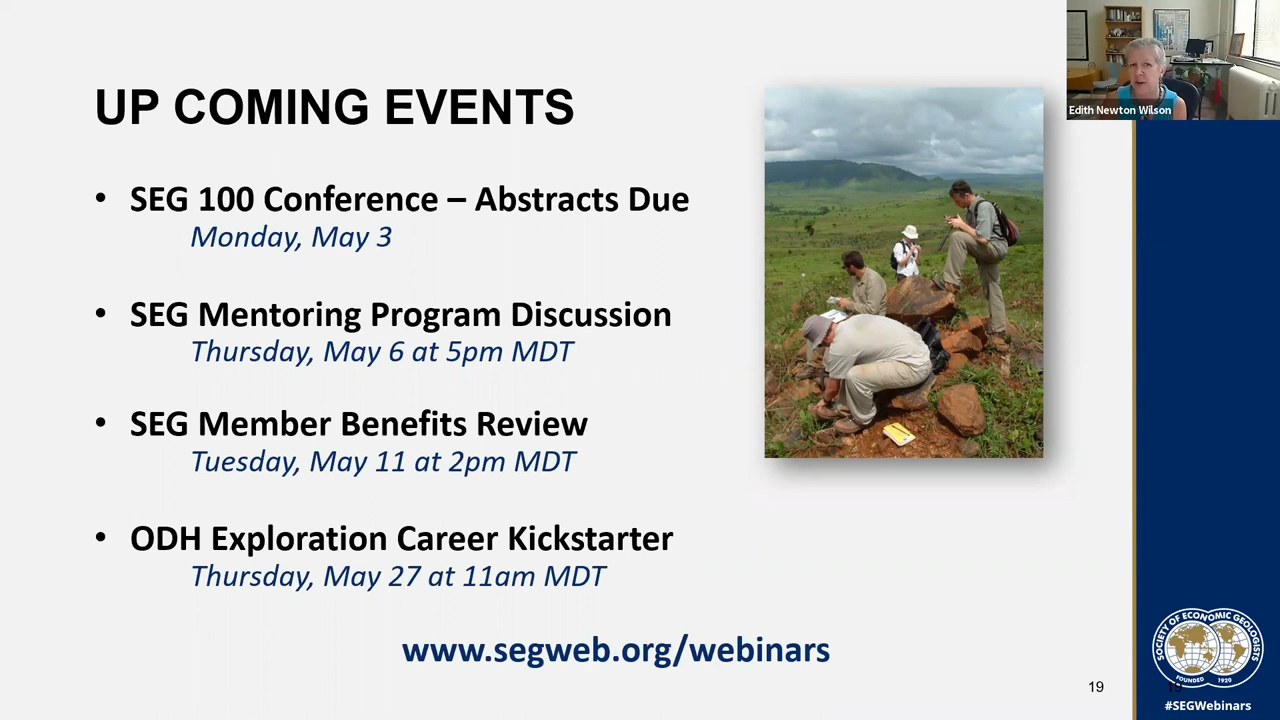 UP COMING EVENTS
• SEG 100 Conference – Abstracts Due
Monday, May 3
• SEG Mentoring Program Discussion
Thursday, May 6 at 5pm MDT
• SEG Member Benefits Review
Tuesday, May 11 at 2pm MDT
• ODH Exploration Career Kickstarter
Thursday, May 27 at 11am MDT
www.segweb.org/webinars
19
Edith Newton Wilson
SOCIETY OF ECONOMIC GEOLOGISTS
FOUNDED 1920
19
#SEGWebinars